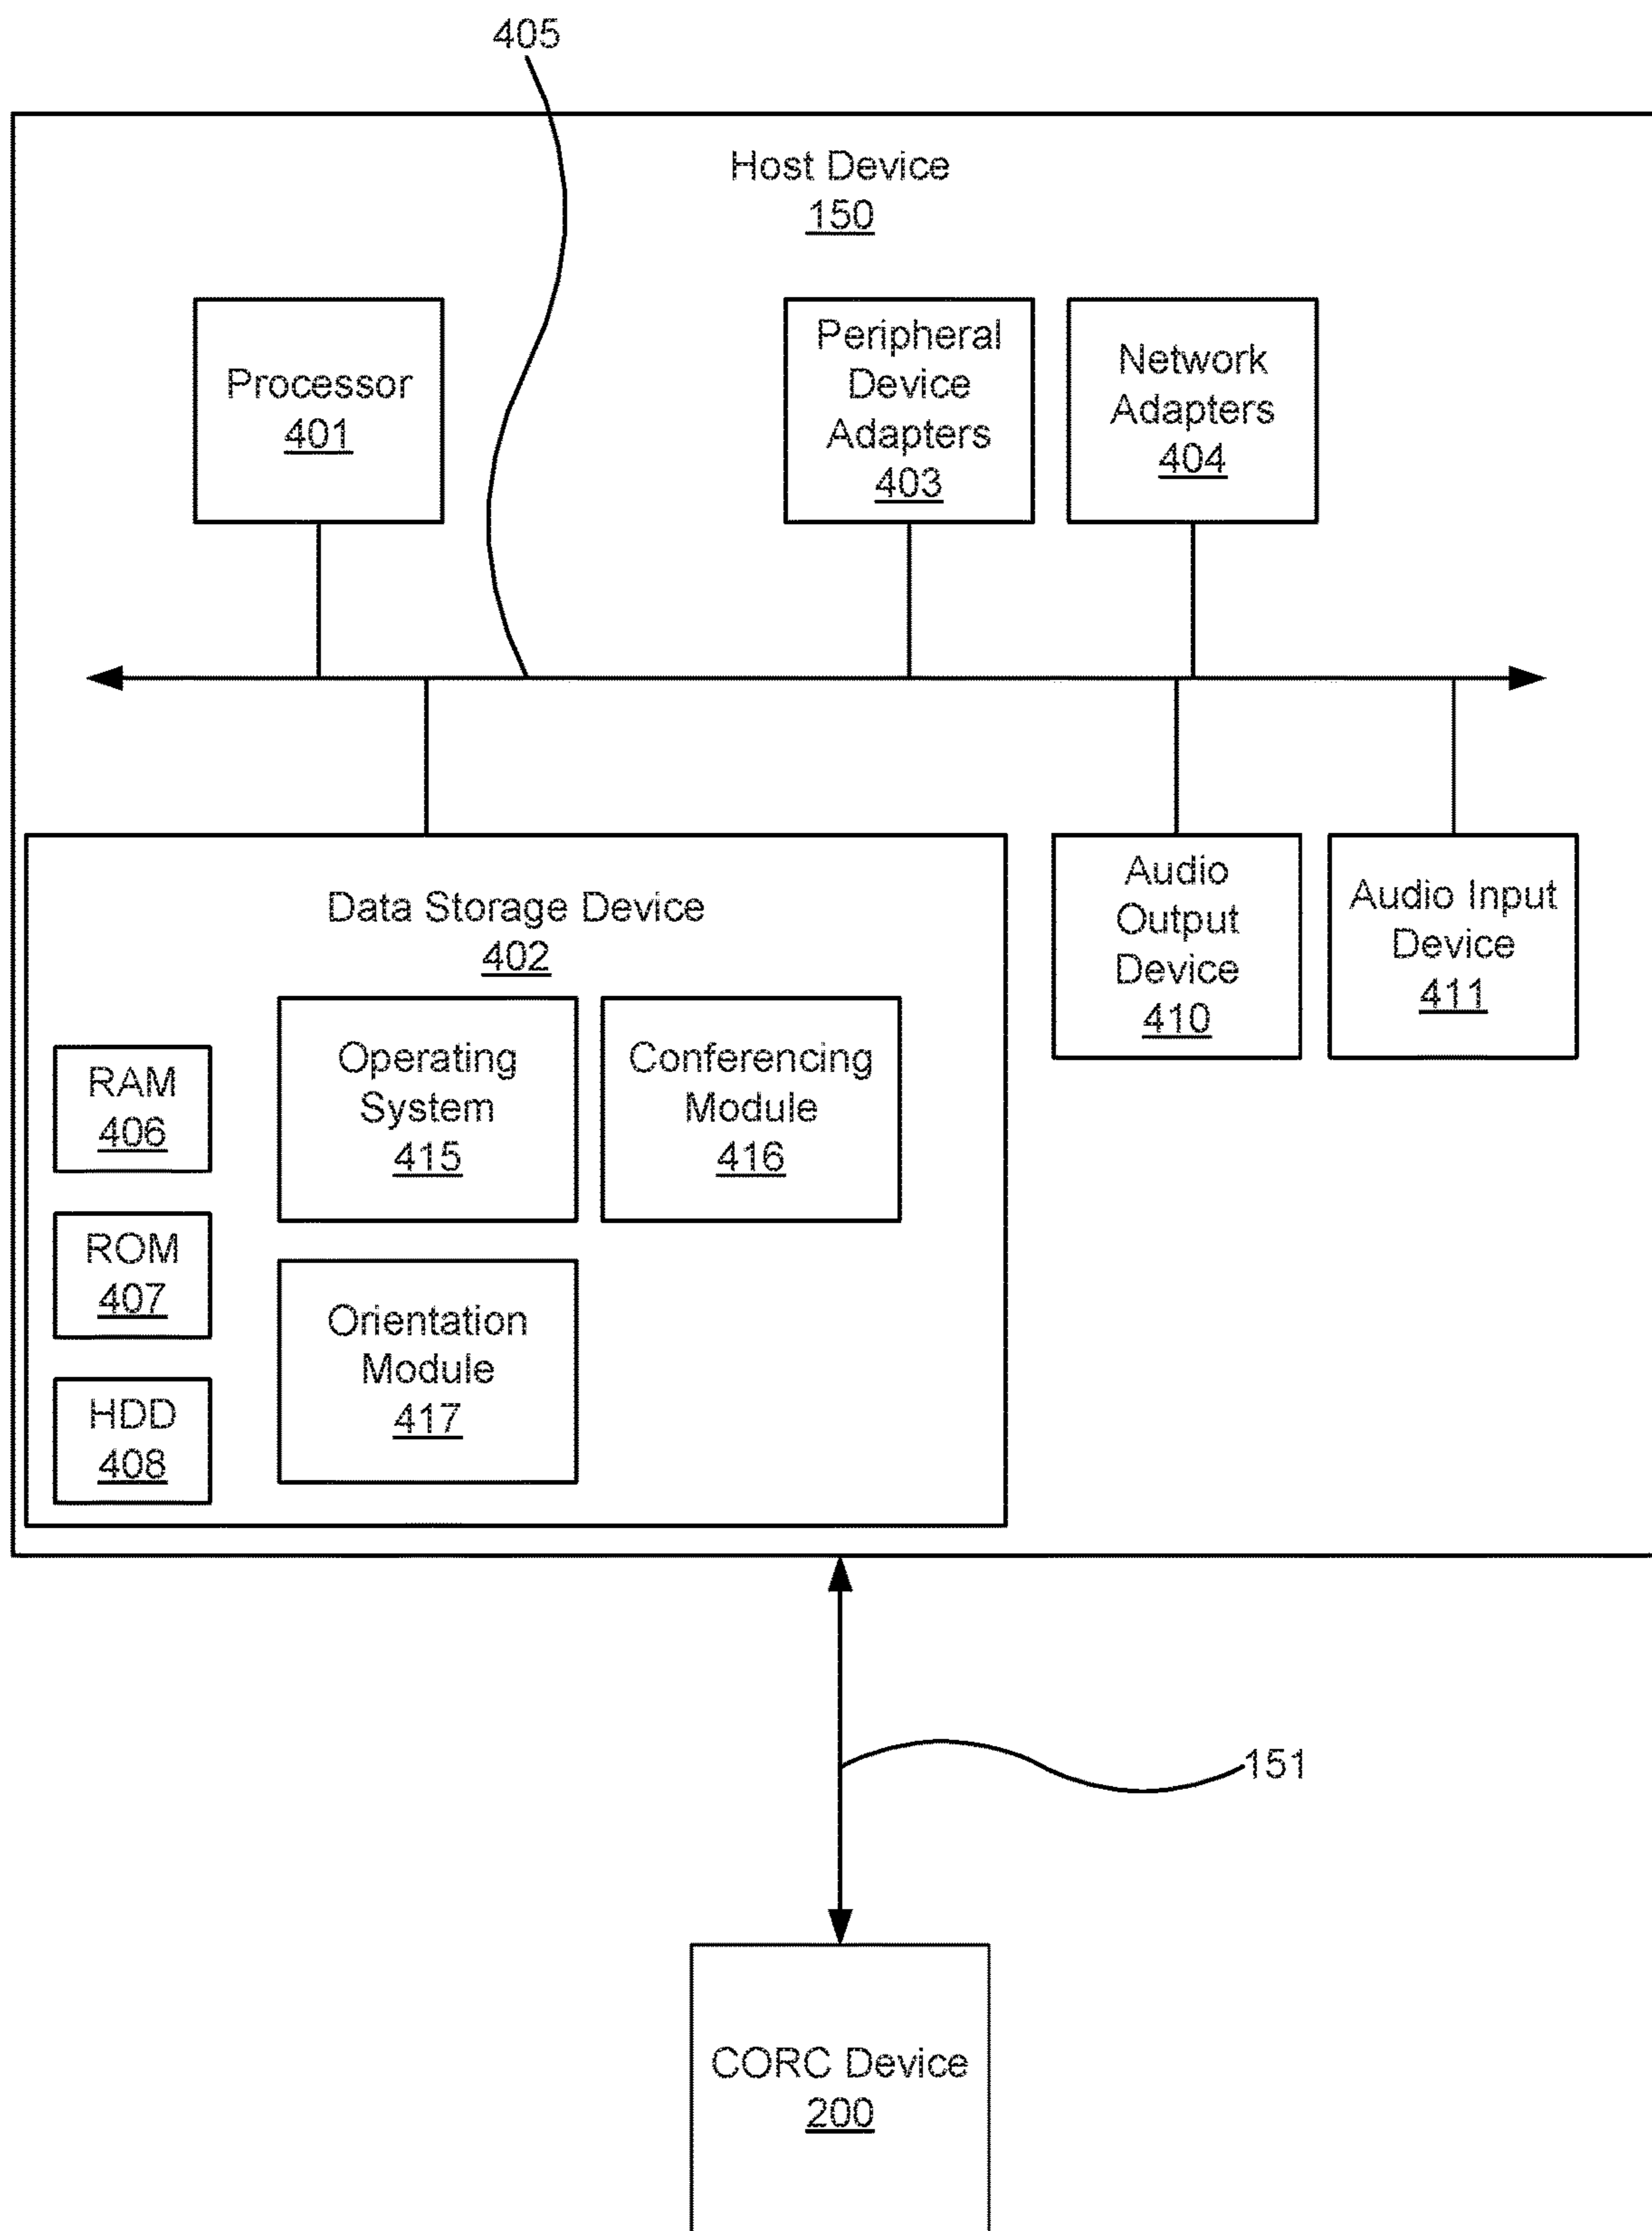 405
Host Device
150
Processor
401
Peripheral
Device
Adapters
403
Network
Adapters
404
Data Storage Device
402
RAM
406
ROM
407
HDD
408
Operating
System
415
Conferencing
Module
416
Orientation
Module
417
Audio
Output
Device
410
Audio Input
Device
411
151
CORC Device
200